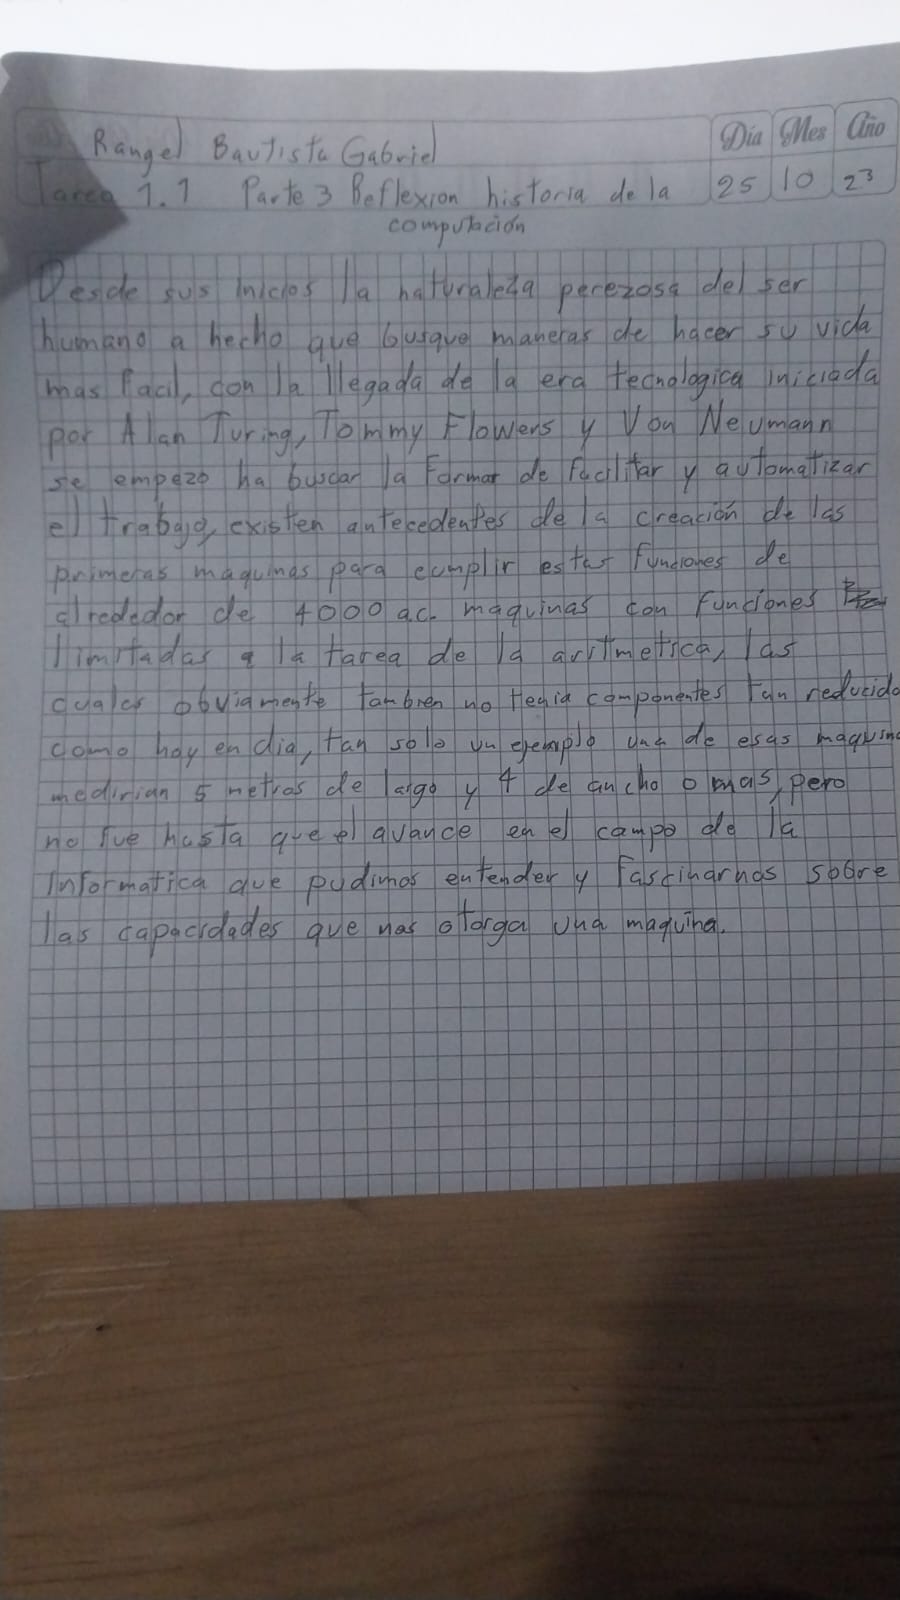 Rangel Bautista Gabriel
Día Mes Año
Tarea 1.1 Parte 3 Reflexion historia de la
25 10 23
computación
Desde sus inicios la naturaleza perezosa del ser
humano a hecho que busque maneras de hacer su vida
mas facil, con la llegada de la era tecnologica iniciada
por Alan Turing, Tommy Flowers y Von Neumann
se empezo ha buscar la forma de facilitar y automatizar
el trabajo, existen antecedentes de la creación de las
primeras maquinas para cumplir estas funciones de
alrededor de 4000 a.c. maquinas con funciones
limitadas a la tarea de la aritmetica, las
cuales obviamente tambien no tenia componentes tan reducido
como hoy en dia, tan solo un ejemplo una de esas maquina
medirian 5 metros de largo y 4 de ancho o mas, pero
no fue hasta que el avance en el campo de la
informatica que pudimos entender y fascinarnos sobre
las capacidades que nos otorga una maquina.